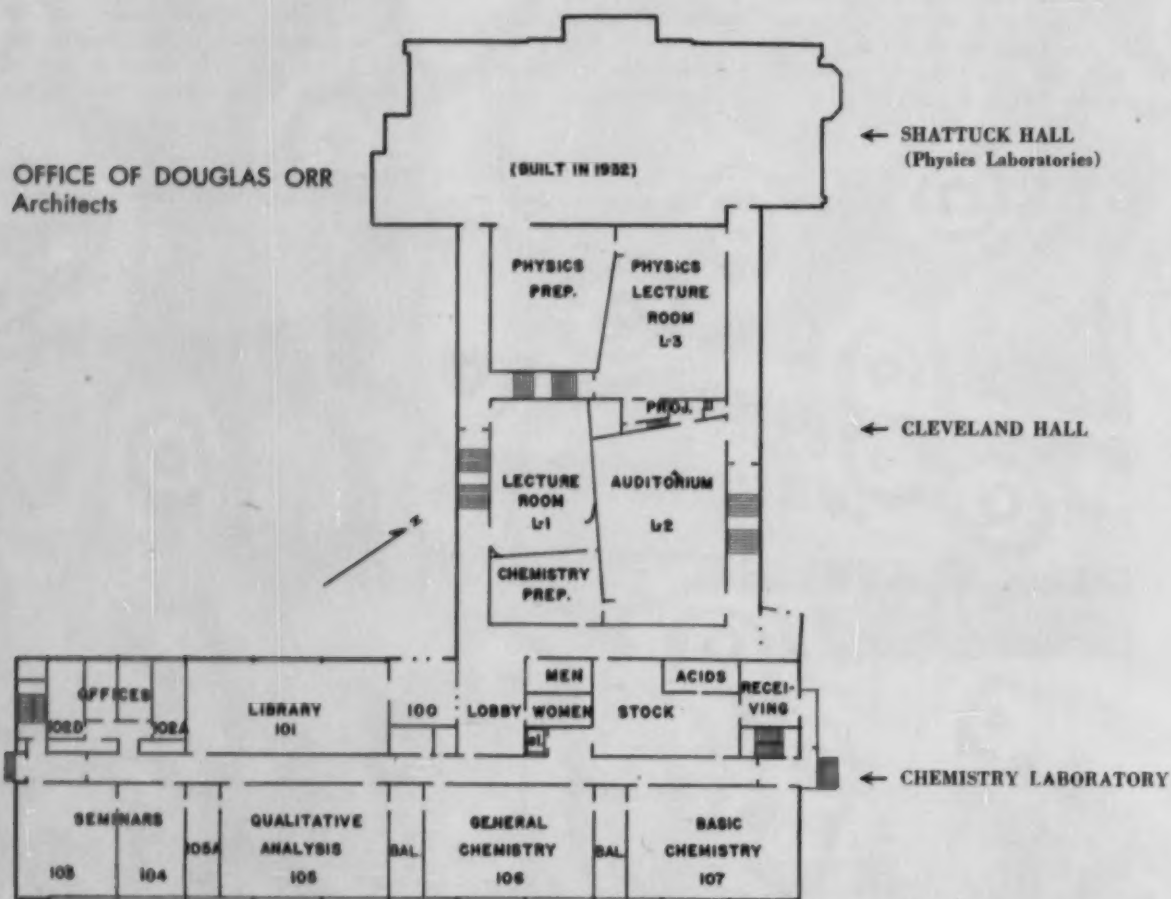 OFFICE OF DOUGLAS ORR
Architects
← SHATTUCK HALL
(Physics Laboratories)
(BUILT IN 1932)
PHYSICS
PREP.
PHYSICS
LECTURE
ROOM
L-3
PROJ.
← CLEVELAND HALL
LECTURE
ROOM
L-1
AUDITORIUM
L-2
N
CHEMISTRY
PREP.
OFFICES
102D
102A
LIBRARY
101
100
LOBBY
MEN
WOMEN
STOCK
ACIDS
RECEI-
VING
← CHEMISTRY LABORATORY
SEMINARS
103
104
105A
QUALITATIVE
ANALYSIS
105
BAL.
GENERAL
CHEMISTRY
106
BAL.
BASIC
CHEMISTRY
107